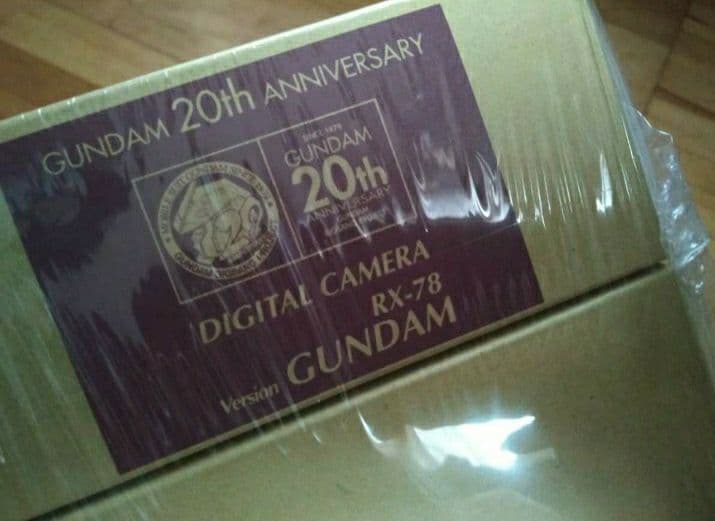 GUNDAM 20th ANNIVERSARY
SINCE 1979
GUNDAM
20th
ANNIVERSARY
DIGITAL CAMERA
RX-78
Version GUNDAM